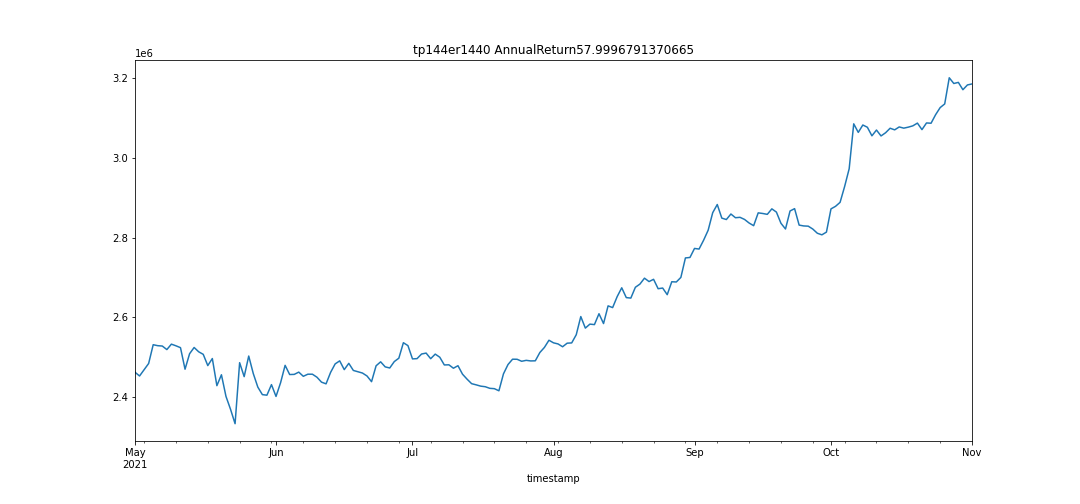 tp144er1440 AnnualReturn57.9996791370665
1e6
3.2
3.0
2.8
2.6
2.4
May
2021
Jun
Jul
Aug
Sep
Oct
Nov
timestamp